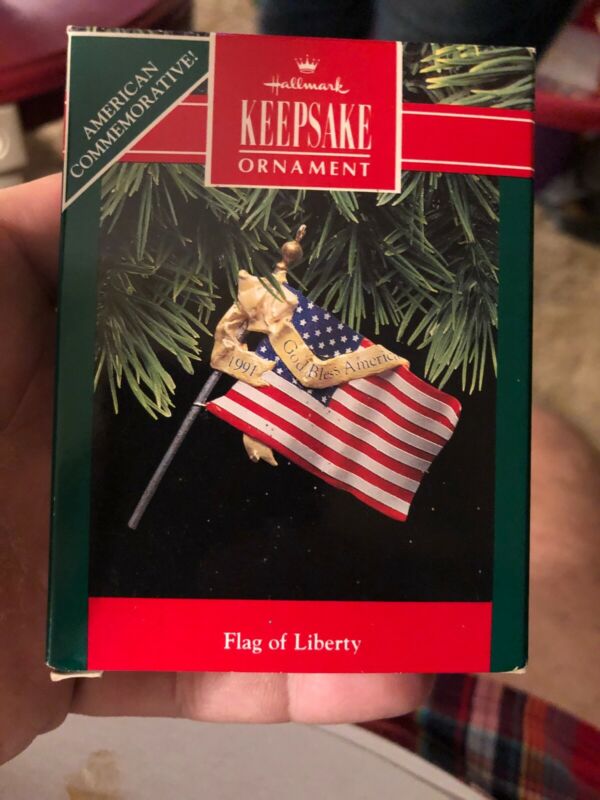 AMERICAN
COMMEMORATIVE!
Hallmark
KEEPSAKE
ORNAMENT
1991
God Bless America
Flag of Liberty